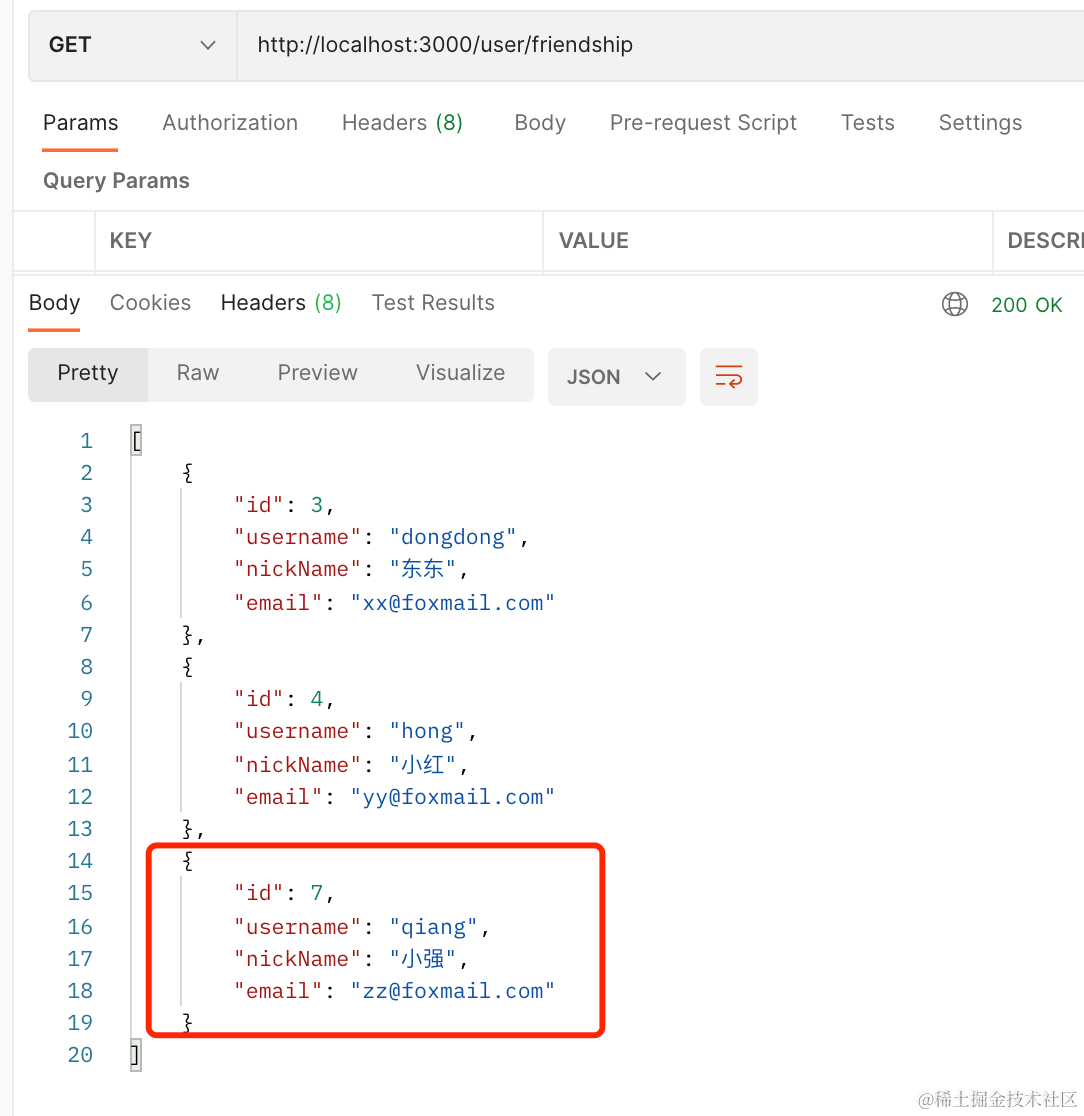 GET http://localhost:3000/user/friendship
Params Authorization Headers (8) Body Pre-request Script Tests Settings
Query Params
KEY VALUE DESCRI
Body Cookies Headers (8) Test Results 200 OK
Pretty Raw Preview Visualize JSON
1 [
2 {
3 "id": 3,
4 "username": "dongdong",
5 "nickName": "东东",
6 "email": "xx@foxmail.com"
7 },
8 {
9 "id": 4,
10 "username": "hong",
11 "nickName": "小红",
12 "email": "yy@foxmail.com"
13 },
14 {
15 "id": 7,
16 "username": "qiang",
17 "nickName": "小强",
18 "email": "zz@foxmail.com"
19 }
20 ]
@稀土掘金技术社区